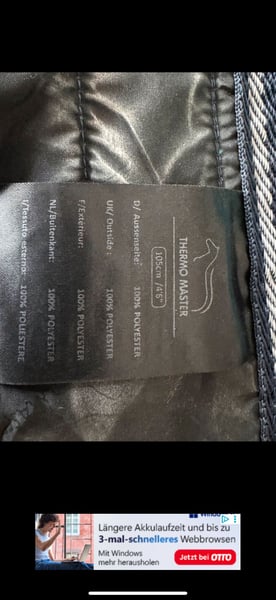 THERMO MASTER
105cm /4'6"
D/ Aussenseite: 100% POLYESTER
UK/ Outside : 100% POLYESTER
F/Exterieur: 100% POLYESTER
NL/Buitenkant: 100% POLYESTER
I/Tessuto esterno: 100% POLIESTERE
Windo
Längere Akkulaufzeit und bis zu
3-mal-schnelleres Webbrowsen
Mit Windows
mehr herausholen
Jetzt bei OTTO